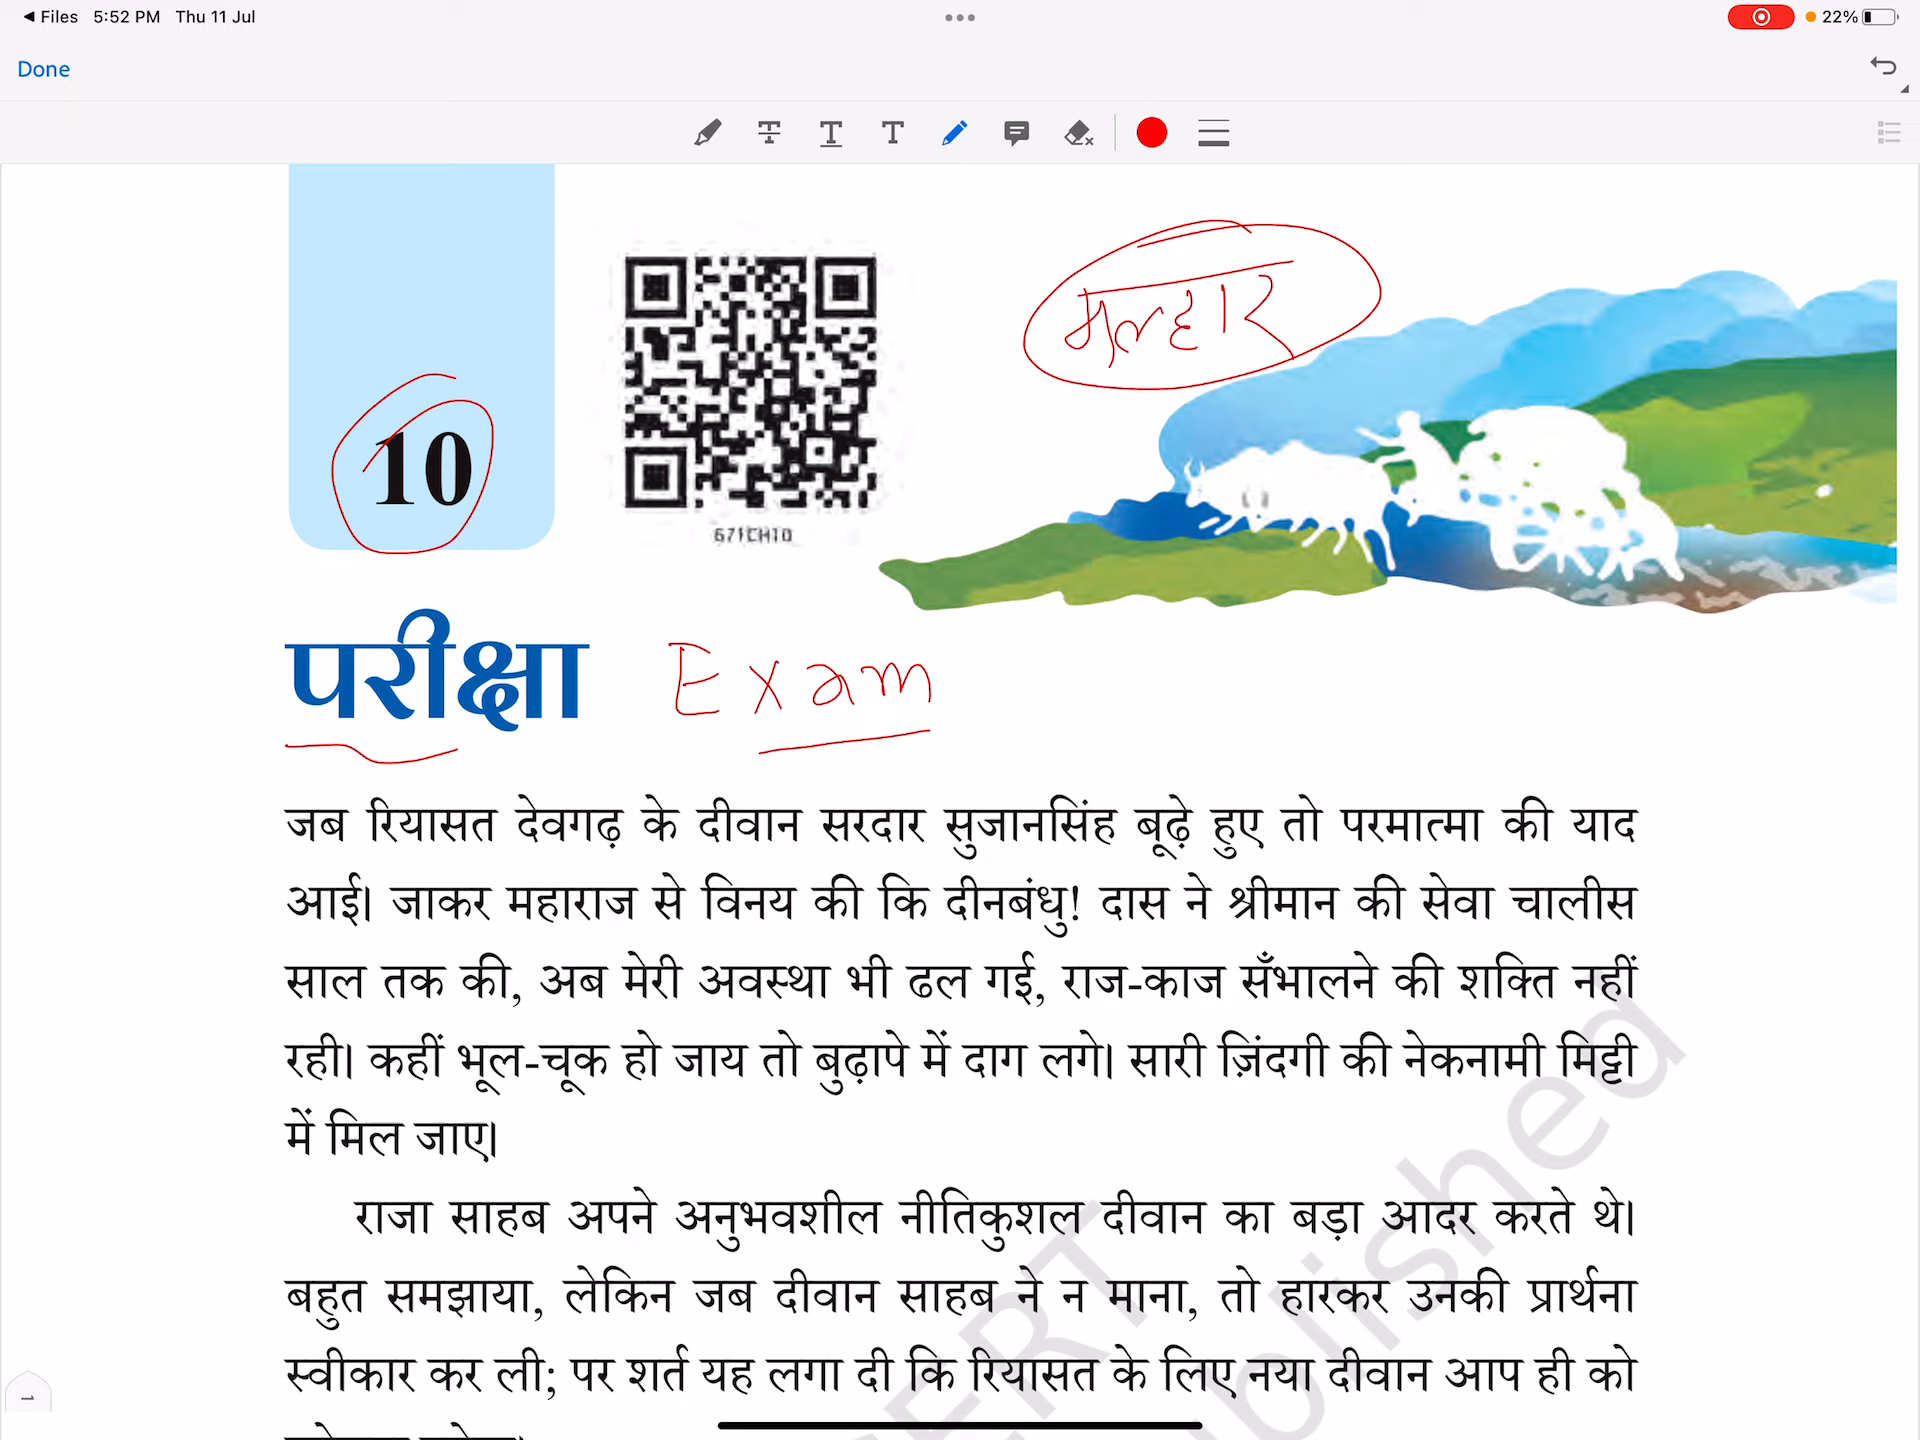 Files 5:52 PM Thu 11 Jul
22%
Done
10
671CH10
मल्हार
परीक्षा Exam
जब रियासत देवगढ़ के दीवान सरदार सुजानसिंह बूढ़े हुए तो परमात्मा की याद
आई। जाकर महाराज से विनय की कि दीनबंधु! दास ने श्रीमान की सेवा चालीस
साल तक की, अब मेरी अवस्था भी ढल गई, राज-काज सँभालने की शक्ति नहीं
रही। कहीं भूल-चूक हो जाय तो बुढ़ापे में दाग लगे। सारी ज़िंदगी की नेकनामी मिट्टी
में मिल जाए।
राजा साहब अपने अनुभवशील नीतिकुशल दीवान का बड़ा आदर करते थे।
बहुत समझाया, लेकिन जब दीवान साहब ने न माना, तो हारकर उनकी प्रार्थना
स्वीकार कर ली; पर शर्त यह लगा दी कि रियासत के लिए नया दीवान आप ही को
1